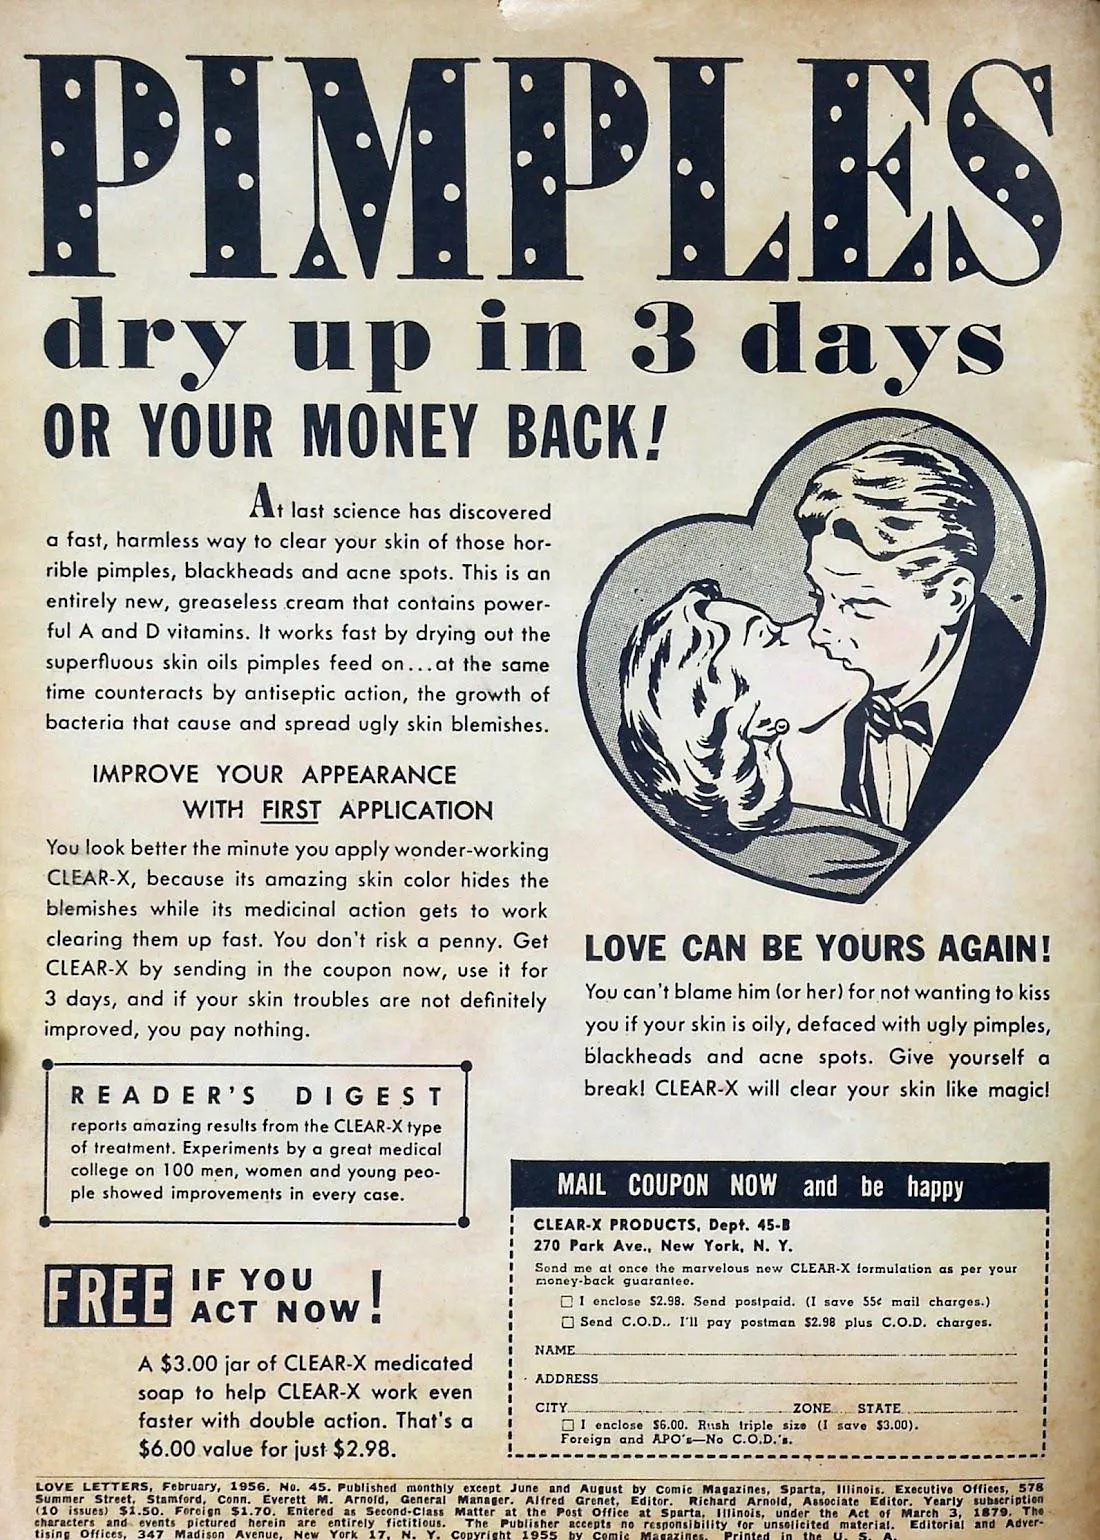 PIMPLES
dry up in 3 days
OR YOUR MONEY BACK!
At last science has discovered
a fast, harmless way to clear your skin of those hor-
rible pimples, blackheads and acne spots. This is an
entirely new, greaseless cream that contains power-
ful A and D vitamins. It works fast by drying out the
superfluous skin oils pimples feed on...at the same
time counteracts by antiseptic action, the growth of
bacteria that cause and spread ugly skin blemishes.
IMPROVE YOUR APPEARANCE
WITH FIRST APPLICATION
You look better the minute you apply wonder-working
CLEAR-X, because its amazing skin color hides the
blemishes while its medicinal action gets to work
clearing them up fast. You don't risk a penny. Get
CLEAR-X by sending in the coupon now, use it for
3 days, and if your skin troubles are not definitely
improved, you pay nothing.
READER'S DIGEST
reports amazing results from the CLEAR-X type
of treatment. Experiments by a great medical
college on 100 men, women and young peo-
ple showed improvements in every case.
FREE IF YOU
ACT NOW!
A $3.00 jar of CLEAR-X medicated
soap to help CLEAR-X work even
faster with double action. That's a
$6.00 value for just $2.98.
LOVE CAN BE YOURS AGAIN!
You can't blame him (or her) for not wanting to kiss
you if your skin is oily, defaced with ugly pimples,
blackheads and acne spots. Give yourself a
break! CLEAR-X will clear your skin like magic!
MAIL COUPON NOW and be happy
CLEAR-X PRODUCTS, Dept. 45-B
270 Park Ave., New York, N. Y.
Send me at once the marvelous new CLEAR-X formulation as per your
money-back guarantee.
I enclose $2.98. Send postpaid. (I save 55¢ mail charges.)
Send C.O.D.. I'll pay postman $2.98 plus C.O.D. charges.
NAME
ADDRESS
CITY ZONE STATE
I enclose $6.00. Rush triple size (I save $3.00).
Foreign and APO's—No C.O.D.'s.
LOVE LETTERS, February, 1956. No. 45. Published monthly except June and August by Comic Magazines, Sparta, Illinois. Executive Offices, 578
Summer Street, Stamford, Conn. Everett M. Arnold, General Manager. Alfred Grenet, Editor. Richard Arnold, Associate Editor. Yearly subscription
(10 issues) $1.50. Foreign $1.70. Entered as Second-Class Matter at the Post Office at Sparta, Illinois, under the Act of March 3, 1879. The
characters and events pictured herein are entirely fictitious. The Publisher accepts no responsibility for unsolicited material. Editorial and Adver-
tising Offices, 347 Madison Avenue, New York 17, N. Y. Copyright 1955 by Comic Magazines. Printed in the U. S. A.